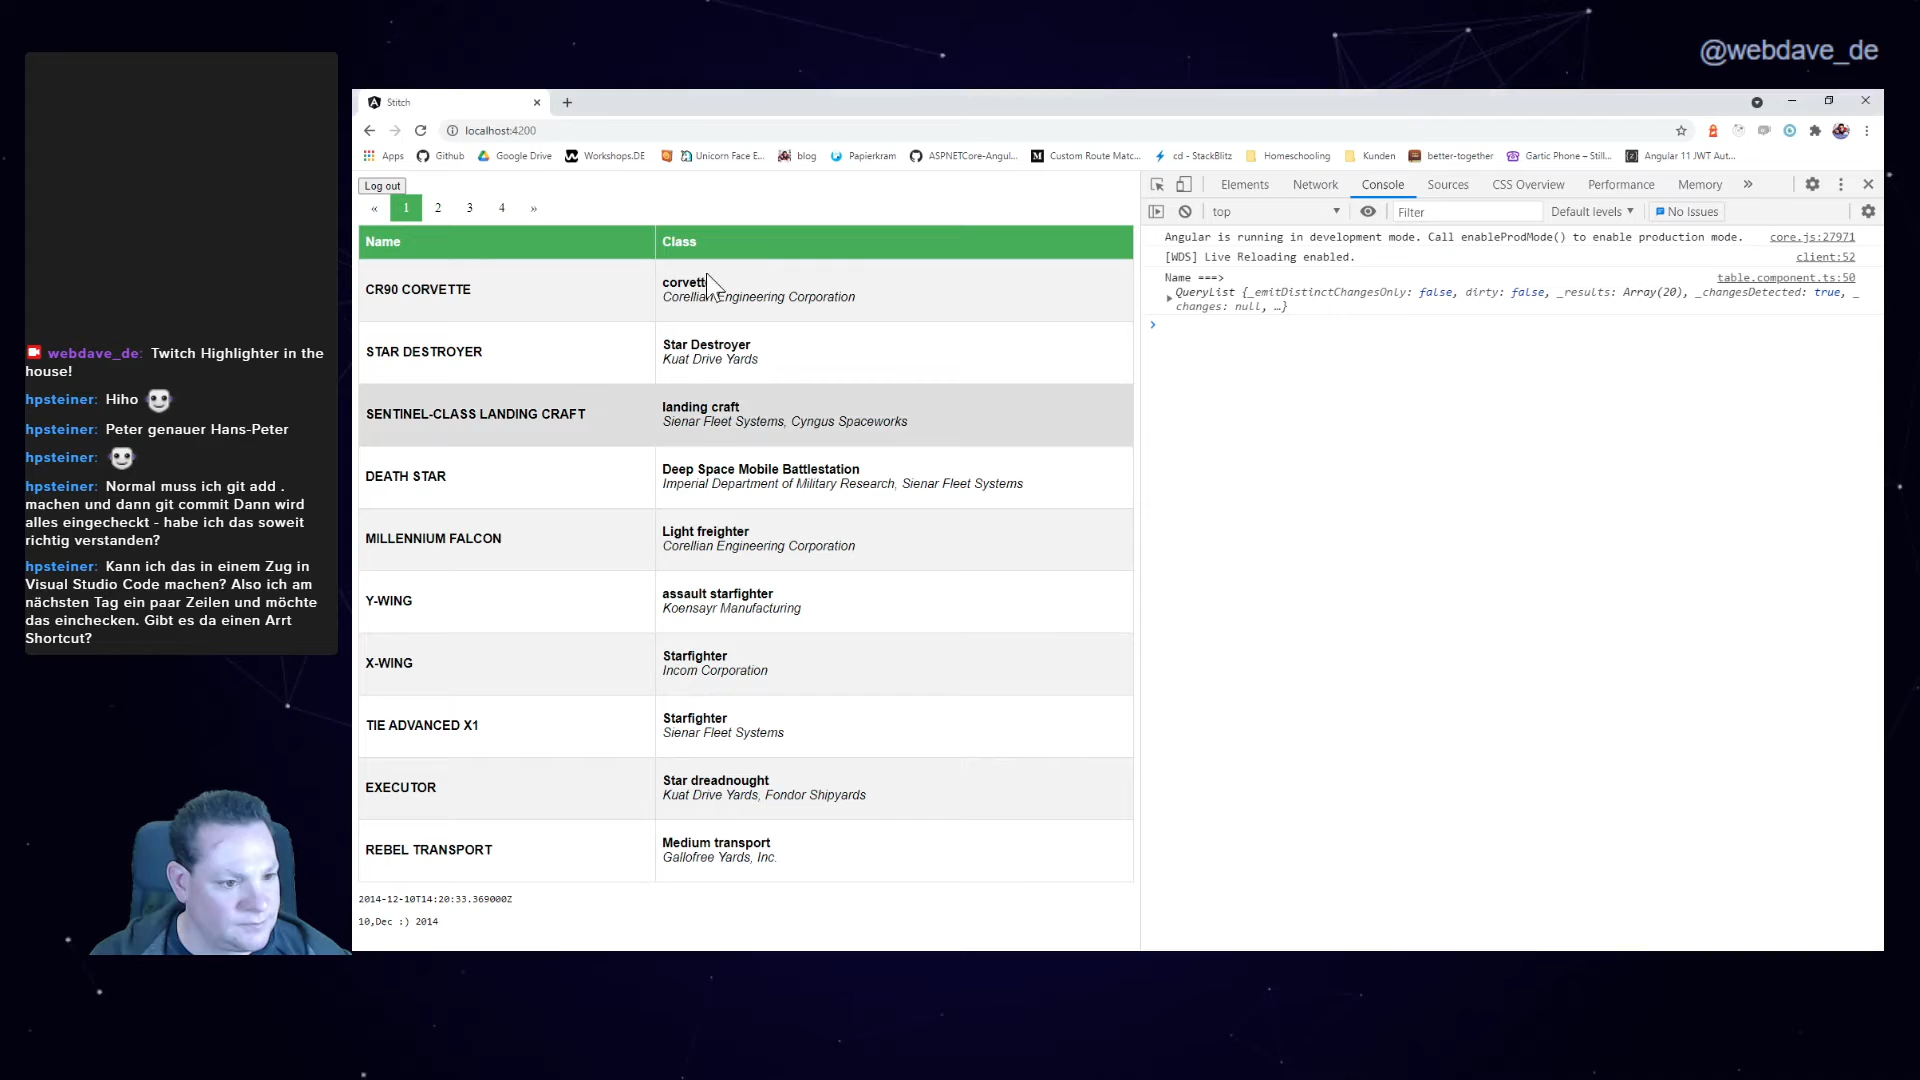 @webdave_de
webdave_de: Twitch Highlighter in the
house!
hpsteiner: Hiho
hpsteiner: Peter genauer Hans-Peter
hpsteiner:
hpsteiner: Normal muss ich git add .
machen und dann git commit Dann wird
alles eingecheckt - habe ich das soweit
richtig verstanden?
hpsteiner: Kann ich das in einem Zug in
Visual Studio Code machen? Also ich am
nächsten Tag ein paar Zeilen und möchte
das einchecken. Gibt es da einen Arrt
Shortcut?
Stitch
localhost:4200
Apps Github Google Drive Workshops.DE Unicorn Face E... blog Papierkram ASPNETCore-Angul... Custom Route Matc... cd - StackBlitz Homeschooling Kunden better-together Gartic Phone – Still... Angular 11 JWT Aut...
Log out
« 1 2 3 4 »
Name Class
CR90 CORVETTE
corvette
Corellian Engineering Corporation
STAR DESTROYER
Star Destroyer
Kuat Drive Yards
SENTINEL-CLASS LANDING CRAFT
landing craft
Sienar Fleet Systems, Cyngus Spaceworks
DEATH STAR
Deep Space Mobile Battlestation
Imperial Department of Military Research, Sienar Fleet Systems
MILLENNIUM FALCON
Light freighter
Corellian Engineering Corporation
Y-WING
assault starfighter
Koensayr Manufacturing
X-WING
Starfighter
Incom Corporation
TIE ADVANCED X1
Starfighter
Sienar Fleet Systems
EXECUTOR
Star dreadnought
Kuat Drive Yards, Fondor Shipyards
REBEL TRANSPORT
Medium transport
Gallofree Yards, Inc.
2014-12-10T14:20:33.369000Z
10,Dec :) 2014
Elements Network Console Sources CSS Overview Performance Memory »
top Filter Default levels No Issues
Angular is running in development mode. Call enableProdMode() to enable production mode. core.js:27971
[WDS] Live Reloading enabled. client:52
Name ===> table.component.ts:50
QueryList {_emitDistinctChangesOnly: false, dirty: false, _results: Array(20), _changesDetected: true, _
changes: null, …}